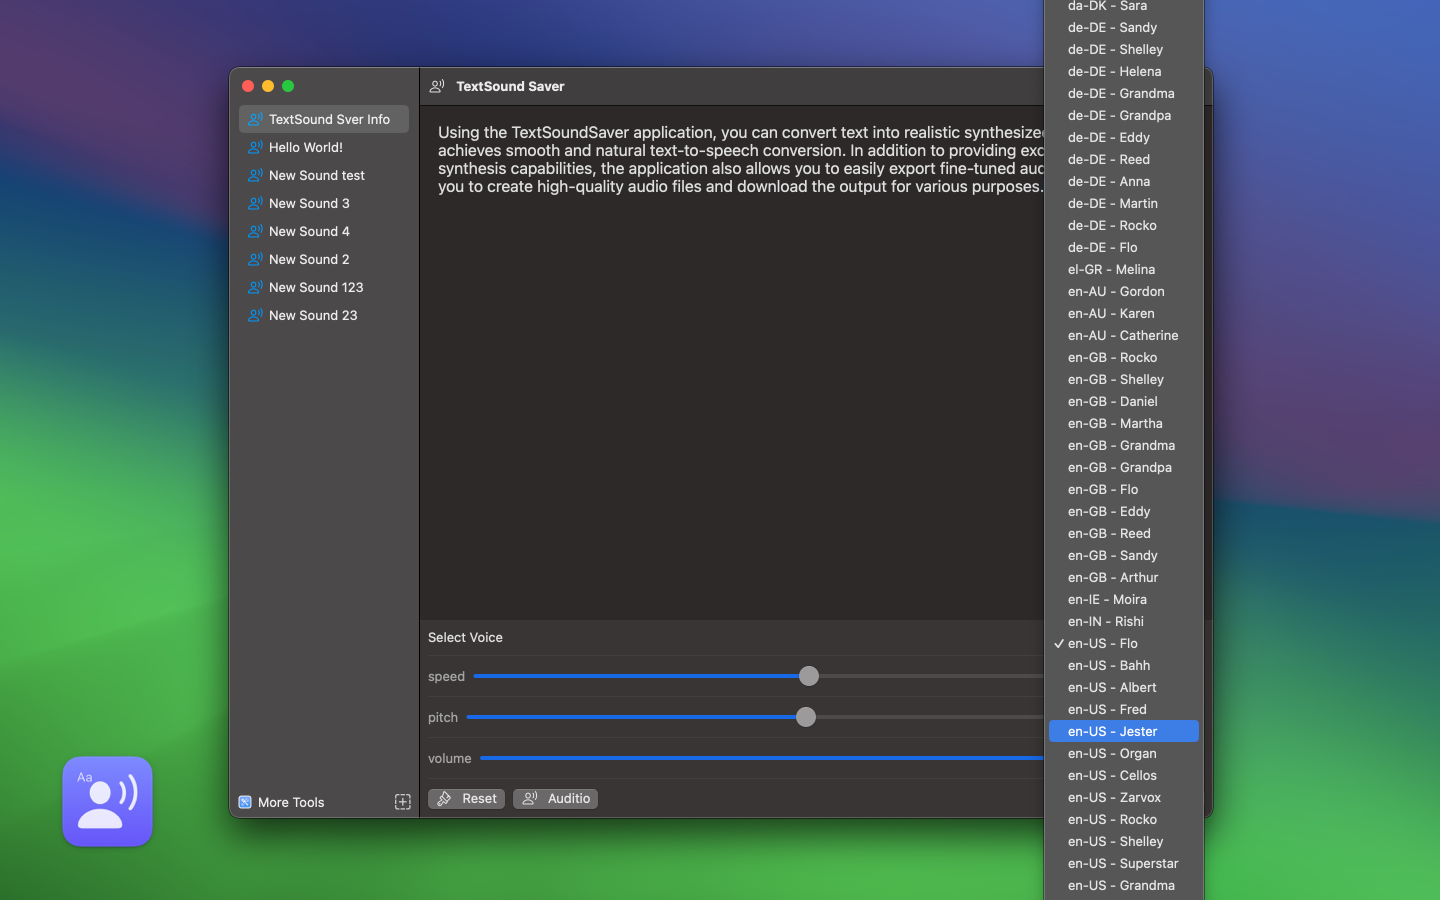 TextSound Sver Info
Hello World!
New Sound test
New Sound 3
New Sound 4
New Sound 2
New Sound 123
New Sound 23
More Tools
TextSound Saver
Using the TextSoundSaver application, you can convert text into realistic synthesized
achieves smooth and natural text-to-speech conversion. In addition to providing
synthesis capabilities, the application also allows you to easily export fine-tuned
you to create high-quality audio files and download the output for various purposes.
Select Voice
speed
pitch
volume
Reset
Auditio
da-DK - Sara
de-DE - Sandy
de-DE - Shelley
de-DE - Helena
de-DE - Grandma
de-DE - Grandpa
de-DE - Eddy
de-DE - Reed
de-DE - Anna
de-DE - Martin
de-DE - Rocko
de-DE - Flo
el-GR - Melina
en-AU - Gordon
en-AU - Karen
en-AU - Catherine
en-GB - Rocko
en-GB - Shelley
en-GB - Daniel
en-GB - Martha
en-GB - Grandma
en-GB - Grandpa
en-GB - Flo
en-GB - Eddy
en-GB - Reed
en-GB - Sandy
en-GB - Arthur
en-IE - Moira
en-IN - Rishi
✓ en-US - Flo
en-US - Bahh
en-US - Albert
en-US - Fred
en-US - Jester
en-US - Organ
en-US - Cellos
en-US - Zarvox
en-US - Rocko
en-US - Shelley
en-US - Superstar
en-US - Grandma
Aa